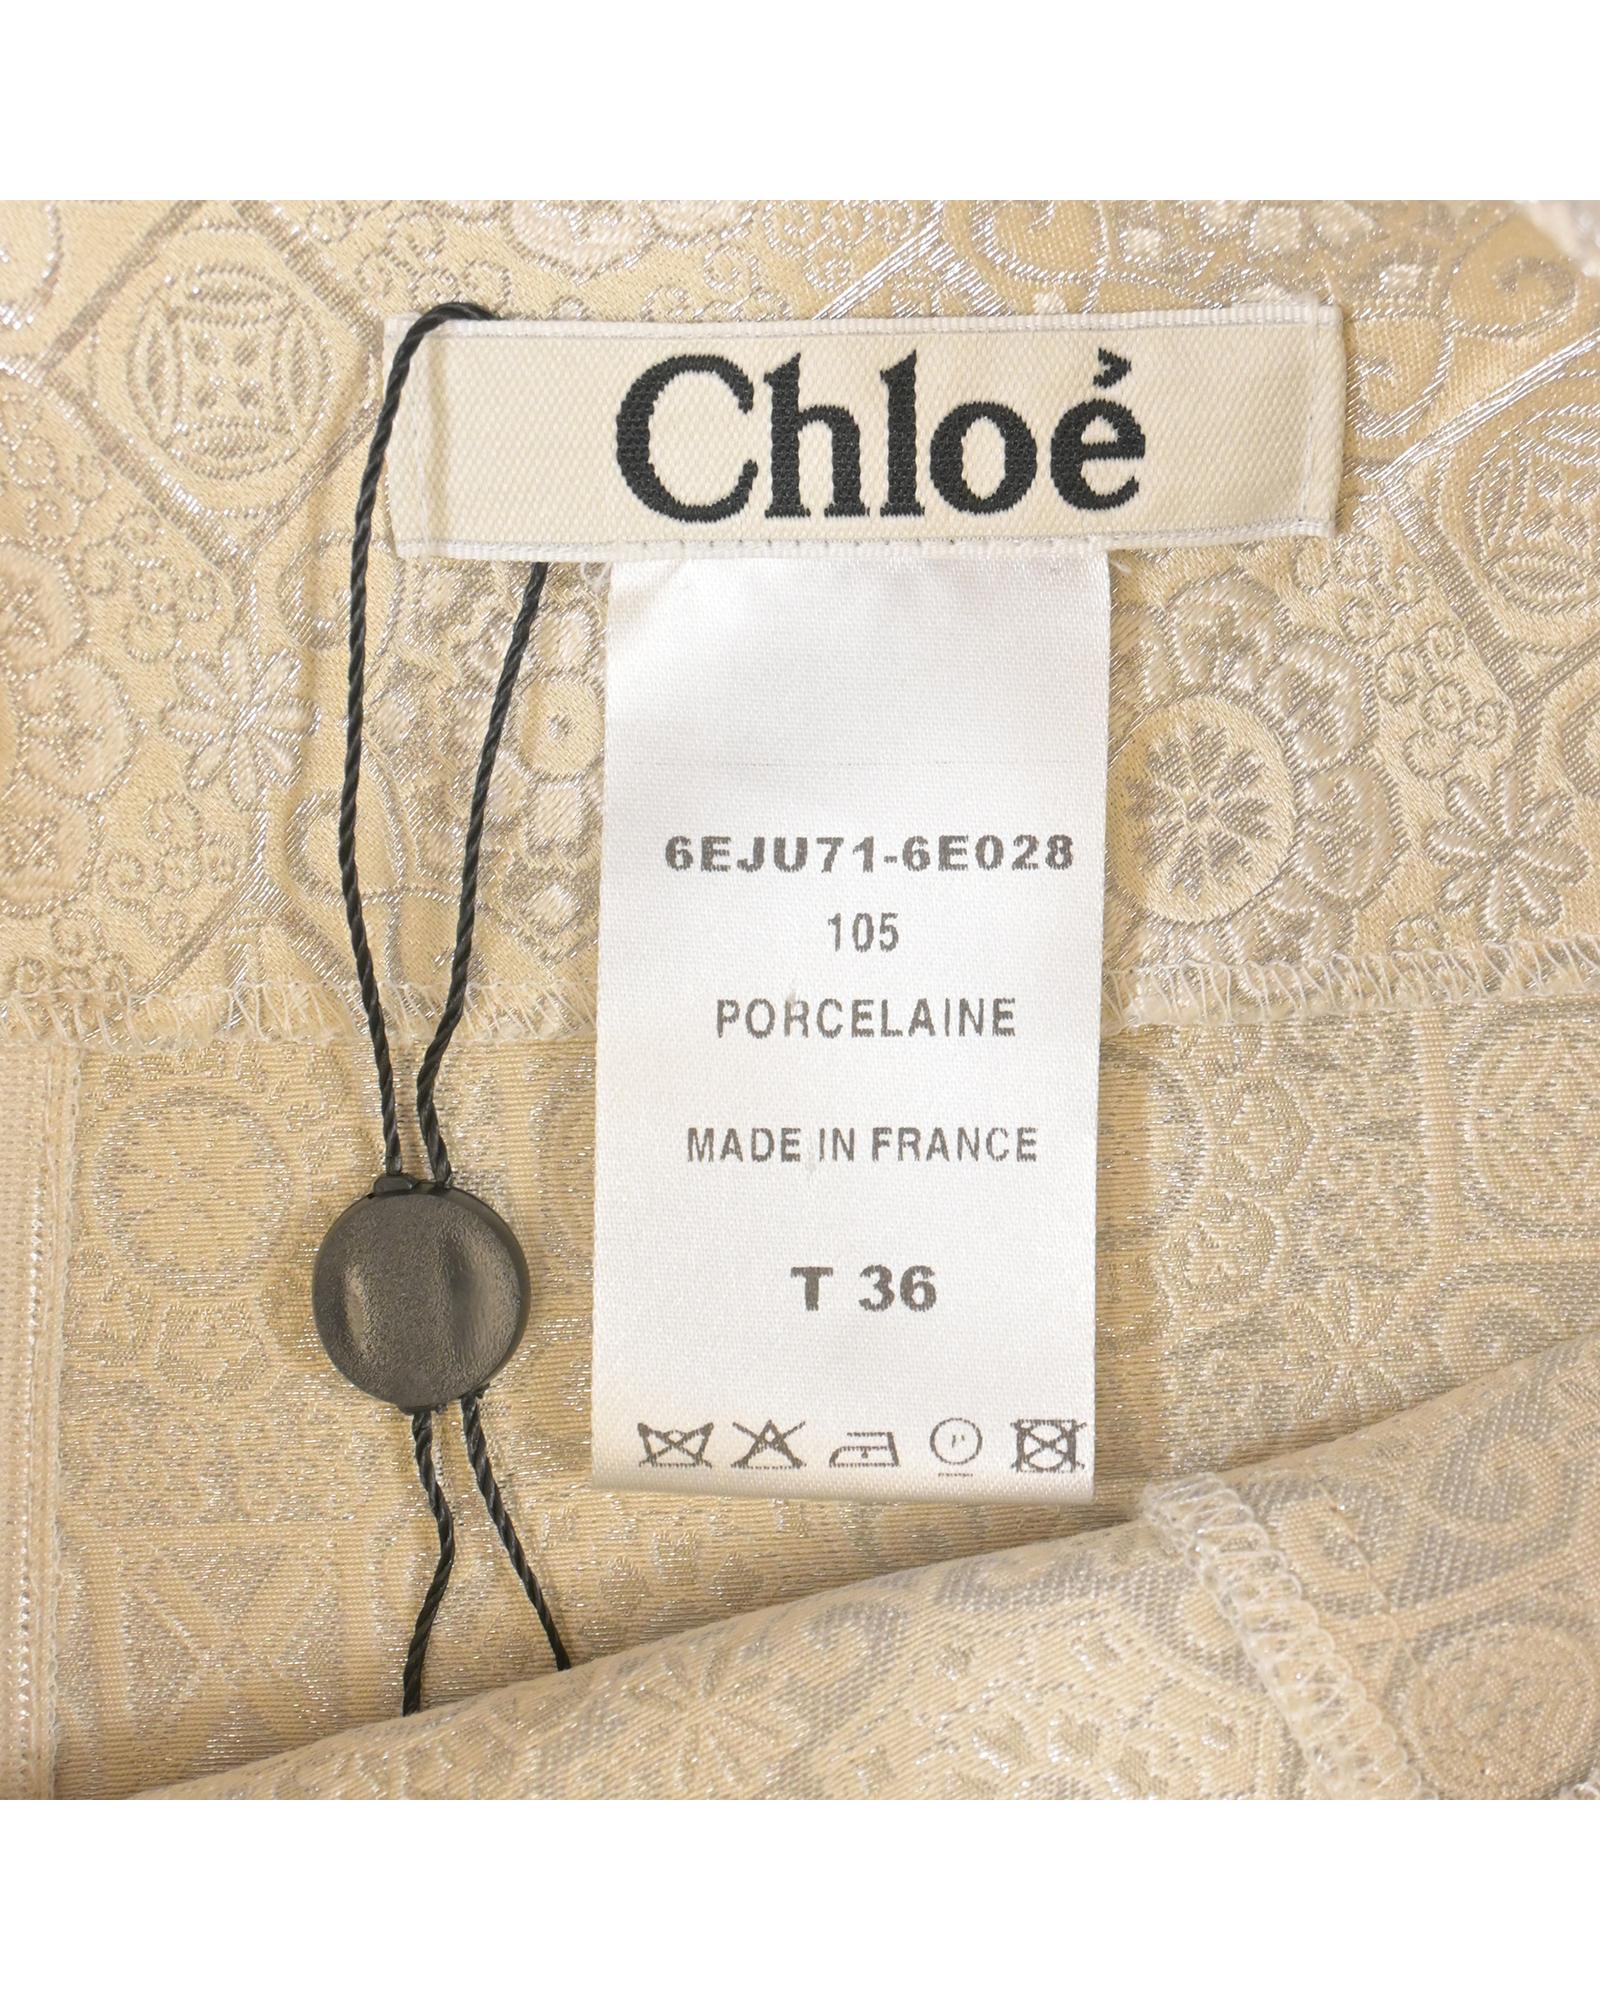 Chloé
6EJU71-6E028
105
PORCELAINE
MADE IN FRANCE
T 36